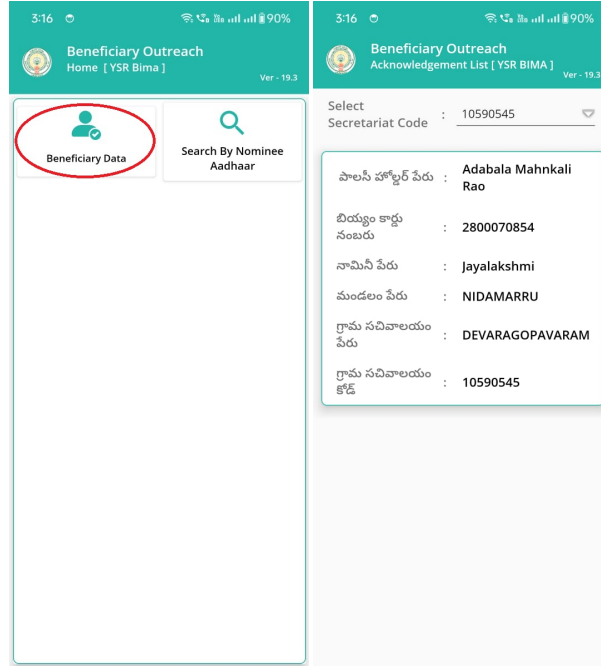 3:16
90%
Beneficiary Outreach
Home [ YSR Bima ]
Ver - 19.3
Beneficiary Data
Search By Nominee
Aadhaar
3:16
90%
Beneficiary Outreach
Acknowledgement List [ YSR BIMA ]
Ver - 19.3
Select
Secretariat Code : 10590545
పాలసీ హోల్డర్ పేరు : Adabala Mahnkali
Rao
బియ్యం కార్డు
నంబరు : 2800070854
నామినీ పేరు : Jayalakshmi
మండలం పేరు : NIDAMARRU
గ్రామ సచివాలయం
పేరు : DEVARAGOPAVARAM
గ్రామ సచివాలయం
కోడ్ : 10590545